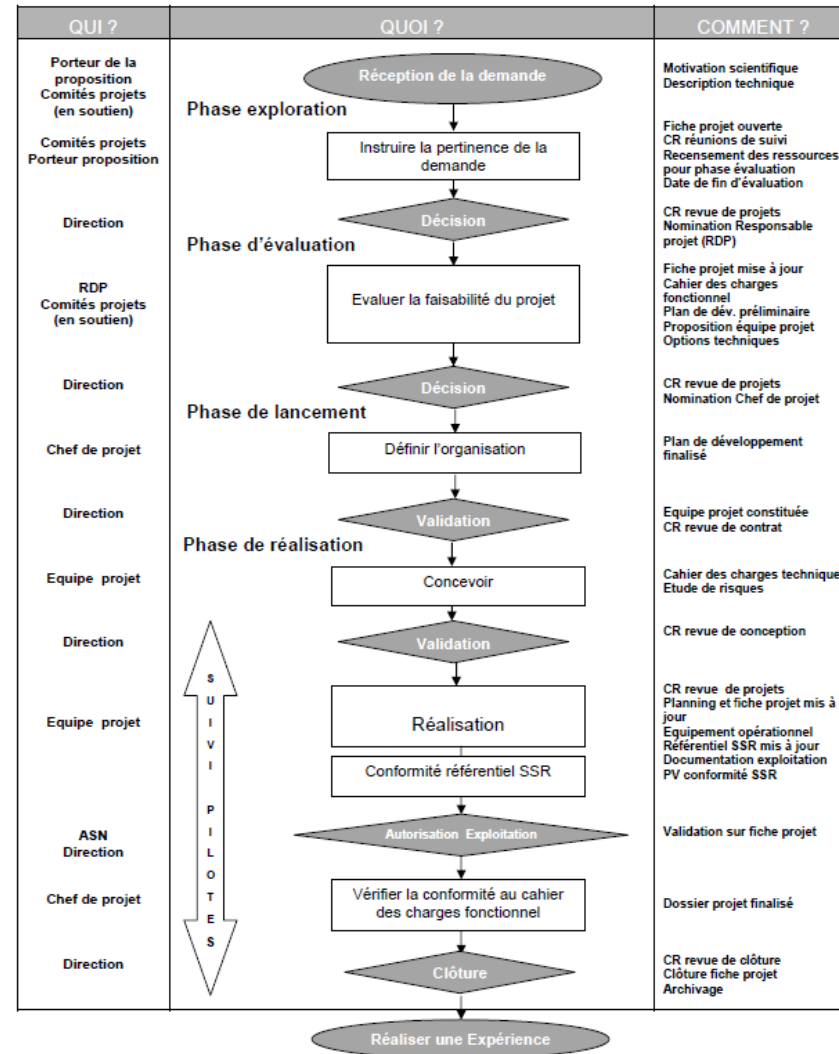 QUI ?
QUOI ?
COMMENT ?
Porteur de la
proposition
Comités projets
(en soutien)
Réception de la demande
Motivation scientifique
Description technique
Phase exploration
Comités projets
Porteur proposition
Instruire la pertinence de la
demande
Fiche projet ouverte
CR réunions de suivi
Recensement des ressources
pour phase évaluation
Date de fin d'évaluation
Direction
Décision
CR revue de projets
Nomination Responsable
projet (RDP)
Phase d'évaluation
RDP
Comités projets
(en soutien)
Evaluer la faisabilité du projet
Fiche projet mise à jour
Cahier des charges
fonctionnel
Plan de dév. préliminaire
Proposition équipe projet
Options techniques
Direction
Décision
CR revue de projets
Nomination Chef de projet
Phase de lancement
Chef de projet
Définir l'organisation
Plan de développement
finalisé
Direction
Validation
Equipe projet constituée
CR revue de contrat
Phase de réalisation
Equipe projet
Concevoir
Cahier des charges technique
Etude de risques
Direction
Validation
CR revue de conception
SUIVI PILOTES
Equipe projet
Réalisation
Conformité référentiel SSR
CR revue de projets
Planning et fiche projet mis à
jour
Equipement opérationnel
Référentiel SSR mis à jour
Documentation exploitation
PV conformité SSR
ASN
Direction
Autorisation Exploitation
Validation sur fiche projet
Chef de projet
Vérifier la conformité au cahier
des charges fonctionnel
Dossier projet finalisé
Direction
Clôture
CR revue de clôture
Clôture fiche projet
Archivage
Réaliser une Expérience